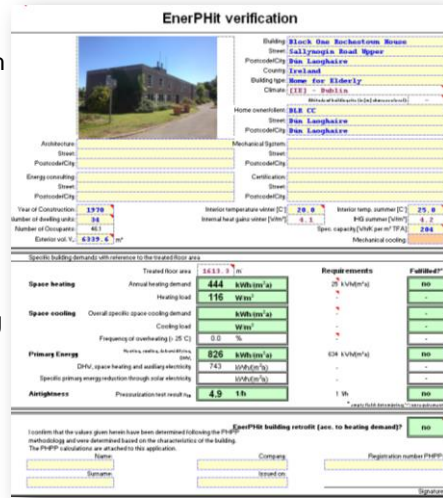 EnerPHit verification
Building: Block One Rochestown House
Street: Sallynogin Road Upper
Postcode/City: Dún Laoghaire
County: Ireland
Building type: Home for Elderly
Climate: [IE] - Dublin
Home owner/client: DLR CC
Street: Dún Laoghaire
Postcode/City: Dún Laoghaire
Architecture: Mechanical System:
Street: Street:
Postcode/City: Postcode/City:
Energy consulting: Certification:
Street: Street:
Postcode/City: Postcode/City:
Year of Construction: 1970 Interior temperature winter [C]: 20.0 Interior temp. summer [C]: 25.0
Number of dwelling units: 34 Internal heat gains winter [W/m²]: 4.1 IHG summer [W/m²]: 4.2
Number of Occupants: 46.1 Spec. capacity [Wh/K per m² TFA]: 204
Exterior vol. Vₑ: 6339.6 m³ Mechanical cooling:
Specific building demands with reference to the treated floor area
Treated floor area 1613.3 m² Requirements Fulfilled?*
Space heating Annual heating demand 444 kWh/(m²a) 25 kWh/(m²a) no
Heating load 116 W/m² - -
Space cooling Overall specific space cooling demand kWh/(m²a) - -
Cooling load W/m² - -
Frequency of overheating (> 25 C) 0.0 % - -
Primary Energy Heating, cooling, dehumidifying, DHW, 826 kWh/(m²a) 634 kWh/(m²a) no
DHW, space heating and auxiliary electricity 743 kWh/(m²a) - -
Specific primary energy reduction through solar electricity kWh/(m²a) - -
Airtightness Pressurization test result n₅₀ 4.9 1/h 1 1/h no
EnerPHit building retrofit (acc. to heating demand)? no
I confirm that the values given herein have been determined following the PHPP
methodology and were determined based on the characteristics of the building.
The PHPP calculations are attached to this application.
Name: Company: Registration number PHPP:
Surname: Issued on:
Signature: